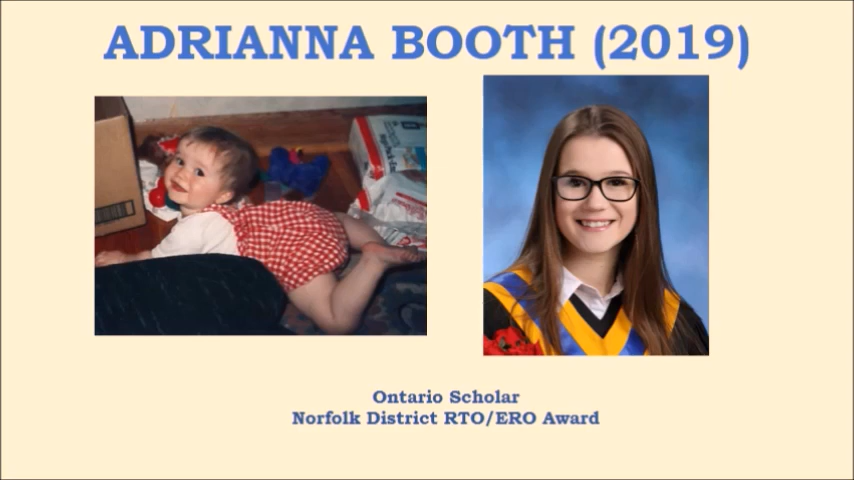 ADRIANNA BOOTH (2019)
Ontario Scholar
Norfolk District RTO/ERO Award